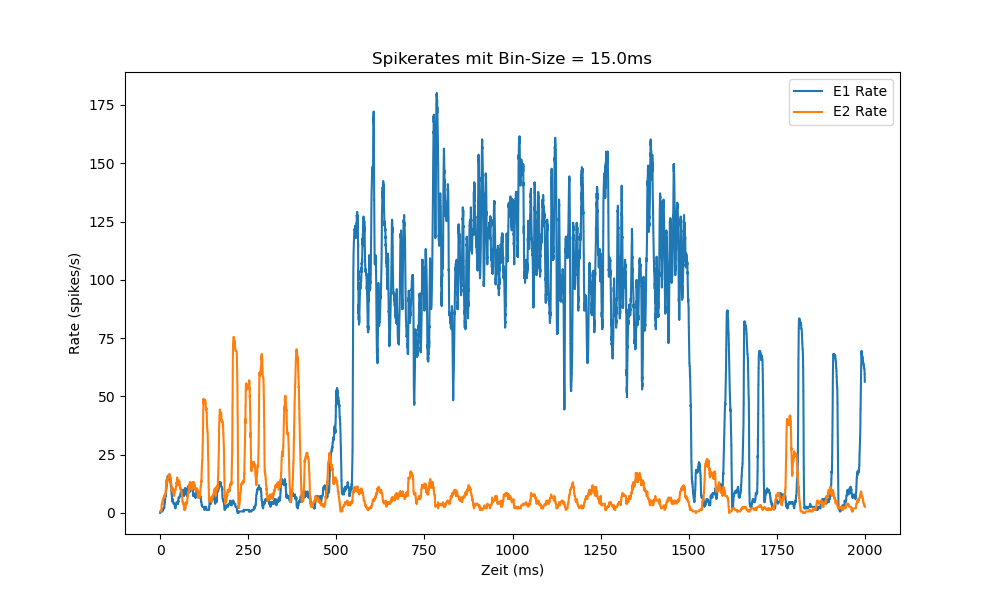 Spikerates mit Bin-Size = 15.0ms
E1 Rate
E2 Rate
175
150
125
100
75
50
25
0
Rate (spikes/s)
0 250 500 750 1000 1250 1500 1750 2000
Zeit (ms)